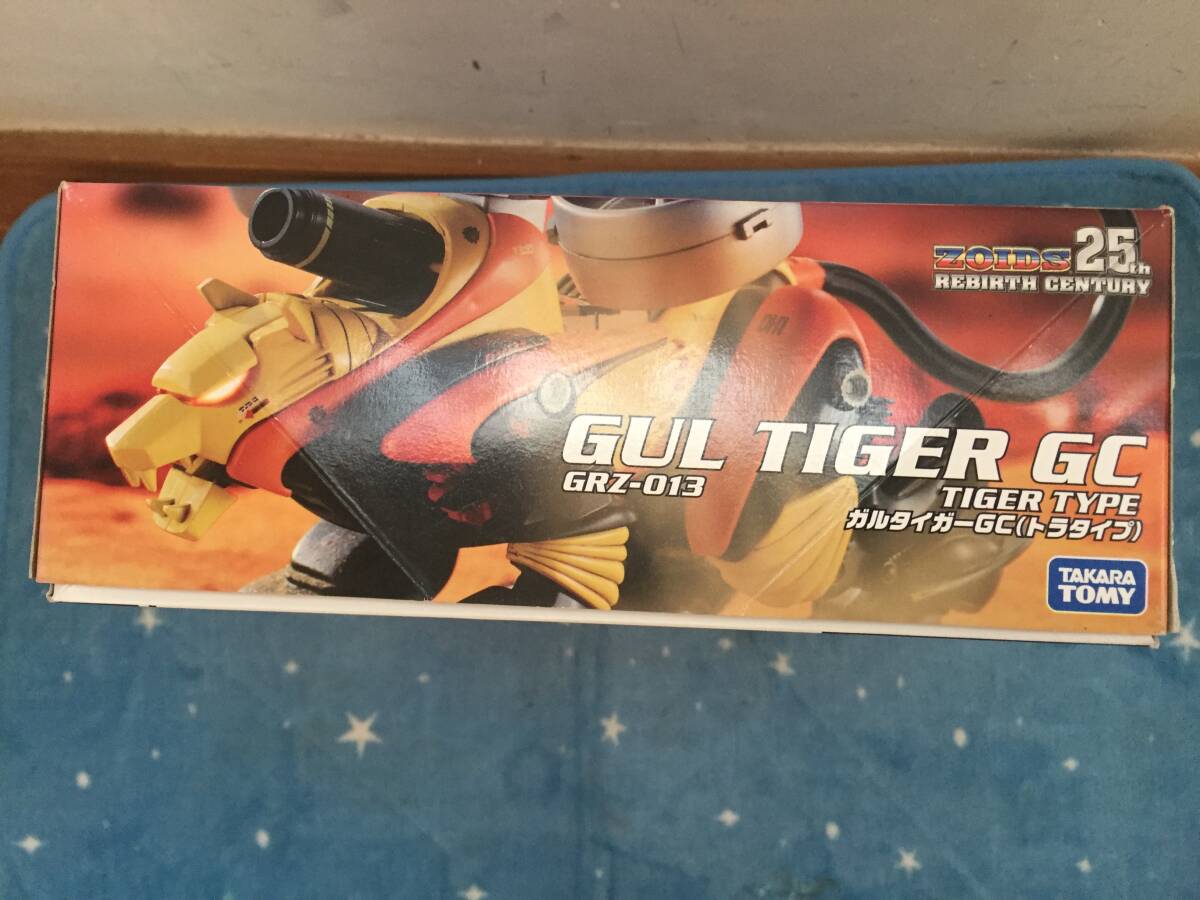 ZOIDS 25th
REBIRTH CENTURY
GUL TIGER GC
GRZ-013
TIGER TYPE
ガルタイガーGC(トラタイプ)
TAKARA
TOMY